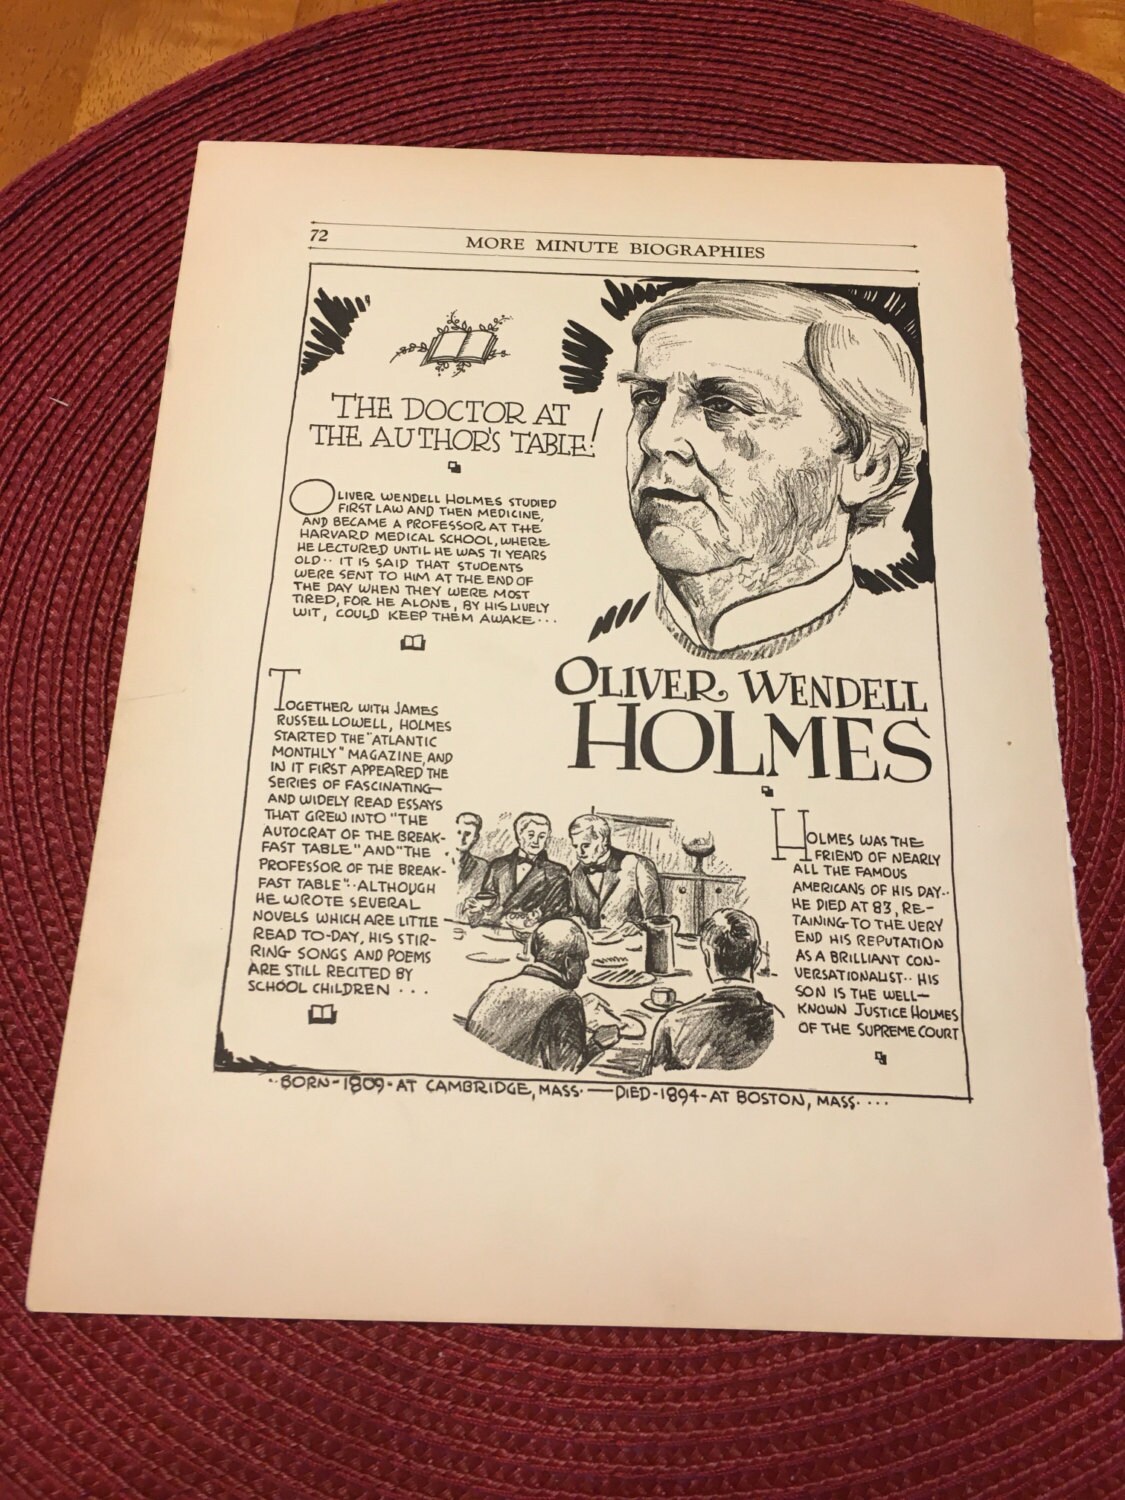 72
MORE MINUTE BIOGRAPHIES
THE DOCTOR AT
THE AUTHOR'S TABLE!
OLIVER WENDELL HOLMES STUDIED
FIRST LAW AND THEN MEDICINE,
AND BECAME A PROFESSOR AT THE
HARVARD MEDICAL SCHOOL, WHERE
HE LECTURED UNTIL HE WAS 71 YEARS
OLD·· IT IS SAID THAT STUDENTS
WERE SENT TO HIM AT THE END OF
THE DAY WHEN THEY WERE MOST
TIRED, FOR HE ALONE, BY HIS LIVELY
WIT, COULD KEEP THEM AWAKE···
TOGETHER WITH JAMES
RUSSELL LOWELL, HOLMES
STARTED THE "ATLANTIC
MONTHLY" MAGAZINE, AND
IN IT FIRST APPEARED THE
SERIES OF FASCINATING—
AND WIDELY READ ESSAYS
THAT GREW INTO "THE
AUTOCRAT OF THE BREAK-
FAST TABLE" AND "THE
PROFESSOR OF THE BREAK-
FAST TABLE"·· ALTHOUGH
HE WROTE SEVERAL
NOVELS WHICH ARE LITTLE
READ TO-DAY, HIS STIR-
RING SONGS AND POEMS
ARE STILL RECITED BY
SCHOOL CHILDREN ···
OLIVER WENDELL
HOLMES
HOLMES WAS THE
FRIEND OF NEARLY
ALL THE FAMOUS
AMERICANS OF HIS DAY··
HE DIED AT 83, RE-
TAINING TO THE VERY
END HIS REPUTATION
AS A BRILLIANT CON-
VERSATIONALIST·· HIS
SON IS THE WELL—
KNOWN JUSTICE HOLMES
OF THE SUPREME COURT
··BORN-1809-AT CAMBRIDGE, MASS.—DIED-1894-AT BOSTON, MASS.····